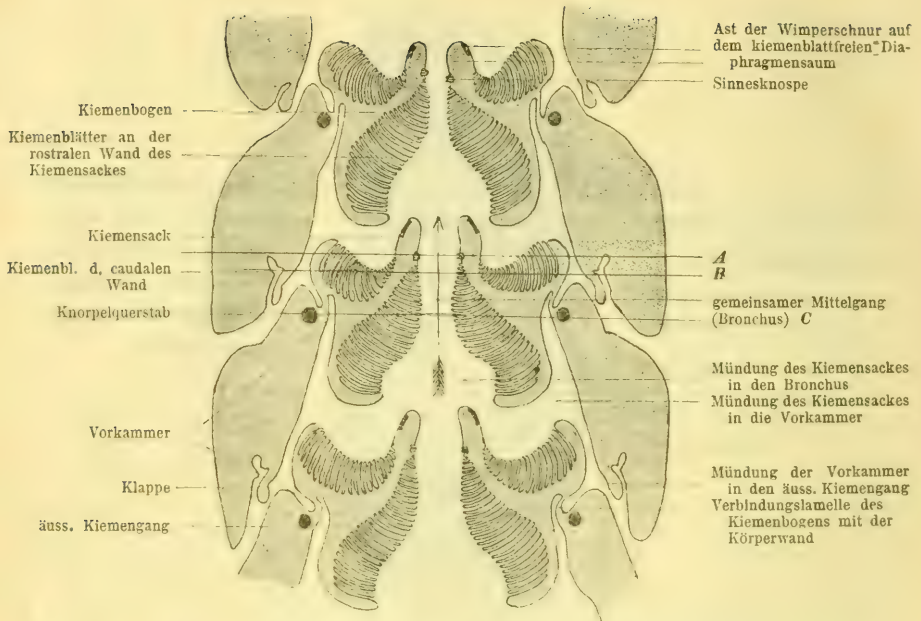 Kiemenbogen
Kiemenblätter an der
rostralen Wand des
Kiemensackes
Kiemensack
Kiemenbl. d. caudalen
Wand
Knorpelquerstab
Vorkammer
Klappe
äuss. Kiemengang
Ast der Wimperschnur auf
dem kiemenblattfreien Dia-
phragmensaum
Sinnesknospe
A
B
gemeinsamer Mittelgang
(Bronchus) C
Mündung des Kiemensackes
in den Bronchus
Mündung des Kiemensackes
in die Vorkammer
Mündung der Vorkammer
in den äuss. Kiemengang
Verbindungslamelle des
Kiemenbogens mit der
Körperwand